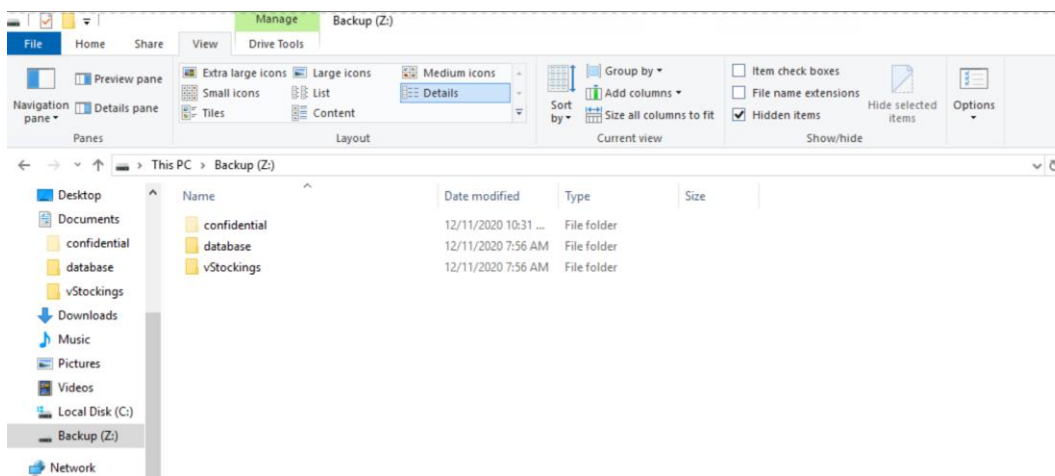 Manage Backup (Z:)
File Home Share View Drive Tools
Navigation pane
Preview pane
Details pane
Panes
Extra large icons Large icons Medium icons
Small icons List Details
Tiles Content
Layout
Sort by
Group by
Add columns
Size all columns to fit
Current view
Item check boxes
File name extensions
Hidden items
Hide selected items
Show/hide
Options
This PC > Backup (Z:)
Desktop
Documents
confidential
database
vStockings
Downloads
Music
Pictures
Videos
Local Disk (C:)
Backup (Z:)
Network
Name Date modified Type Size
confidential 12/11/2020 10:31 ... File folder
database 12/11/2020 7:56 AM File folder
vStockings 12/11/2020 7:56 AM File folder